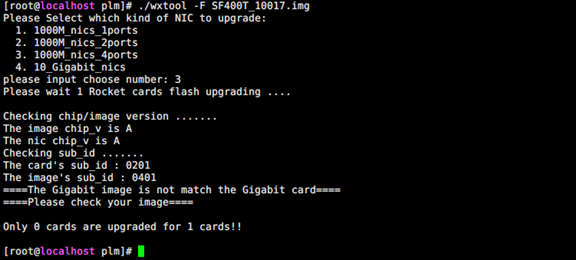 [root@localhost plm]# ./wxtool -F SF400T_10017.img
Please Select which kind of NIC to upgrade:
1. 1000M_nics_1ports
2. 1000M_nics_2ports
3. 1000M_nics_4ports
4. 10_Gigabit_nics
please input choose number: 3
Please wait 1 Rocket cards flash upgrading ....
Checking chip/image version .......
The image chip_v is A
The nic chip_v is A
Checking sub_id .......
The card's sub_id : 0201
The image's sub_id : 0401
====The Gigabit image is not match the Gigabit card====
====Please check your image====
Only 0 cards are upgraded for 1 cards!!
[root@localhost plm]#